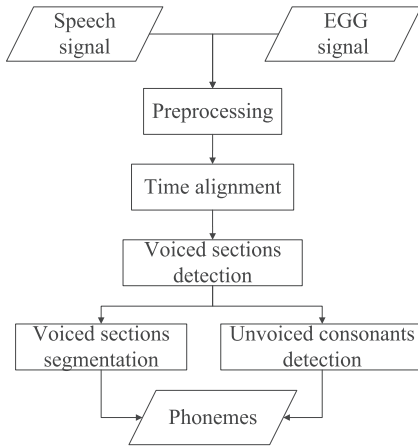 Speech
signal
EGG
signal
Preprocessing
Time alignment
Voiced sections
detection
Voiced sections
segmentation
Unvoiced consonants
detection
Phonemes